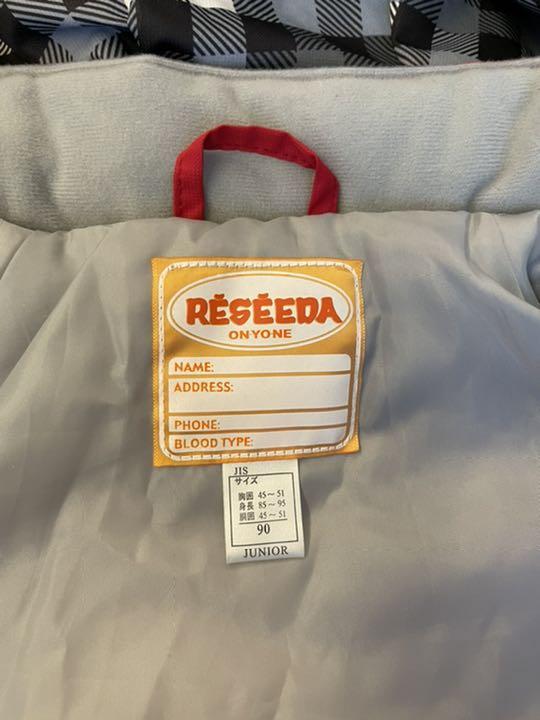 RĒSĒEDA
ONYONE
NAME:
ADDRESS:
PHONE:
BLOOD TYPE:
JIS
サイズ
胸囲 45～51
身長 85～95
胴囲 45～51
90
JUNIOR